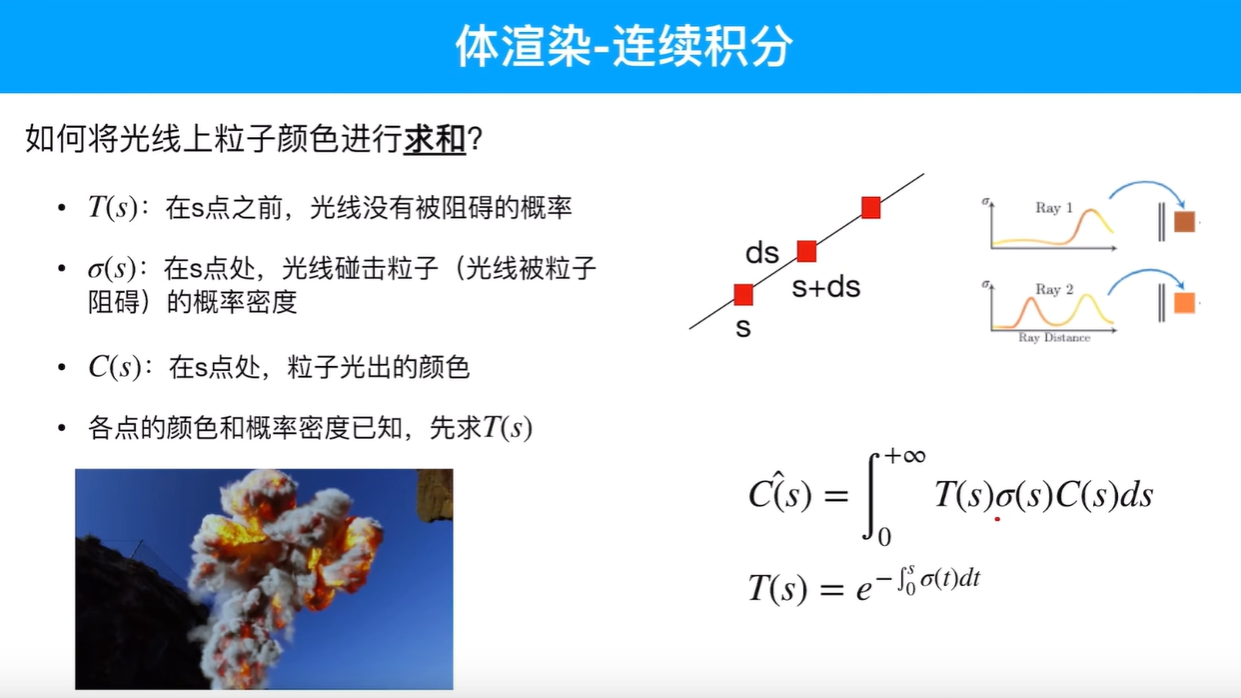 体渲染-连续积分
如何将光线上粒子颜色进行求和?
• T(s)：在s点之前，光线没有被阻碍的概率
• σ(s)：在s点处，光线碰击粒子（光线被粒子
阻碍）的概率密度
• C(s)：在s点处，粒子光出的颜色
• 各点的颜色和概率密度已知，先求T(s)
ds
s+ds
s
σ
Ray 1
σ
Ray 2
Ray Distance
Ĉ(s) = ∫₀^{+∞} T(s)σ(s)C(s)ds
T(s) = e^{−∫₀^s σ(t)dt}